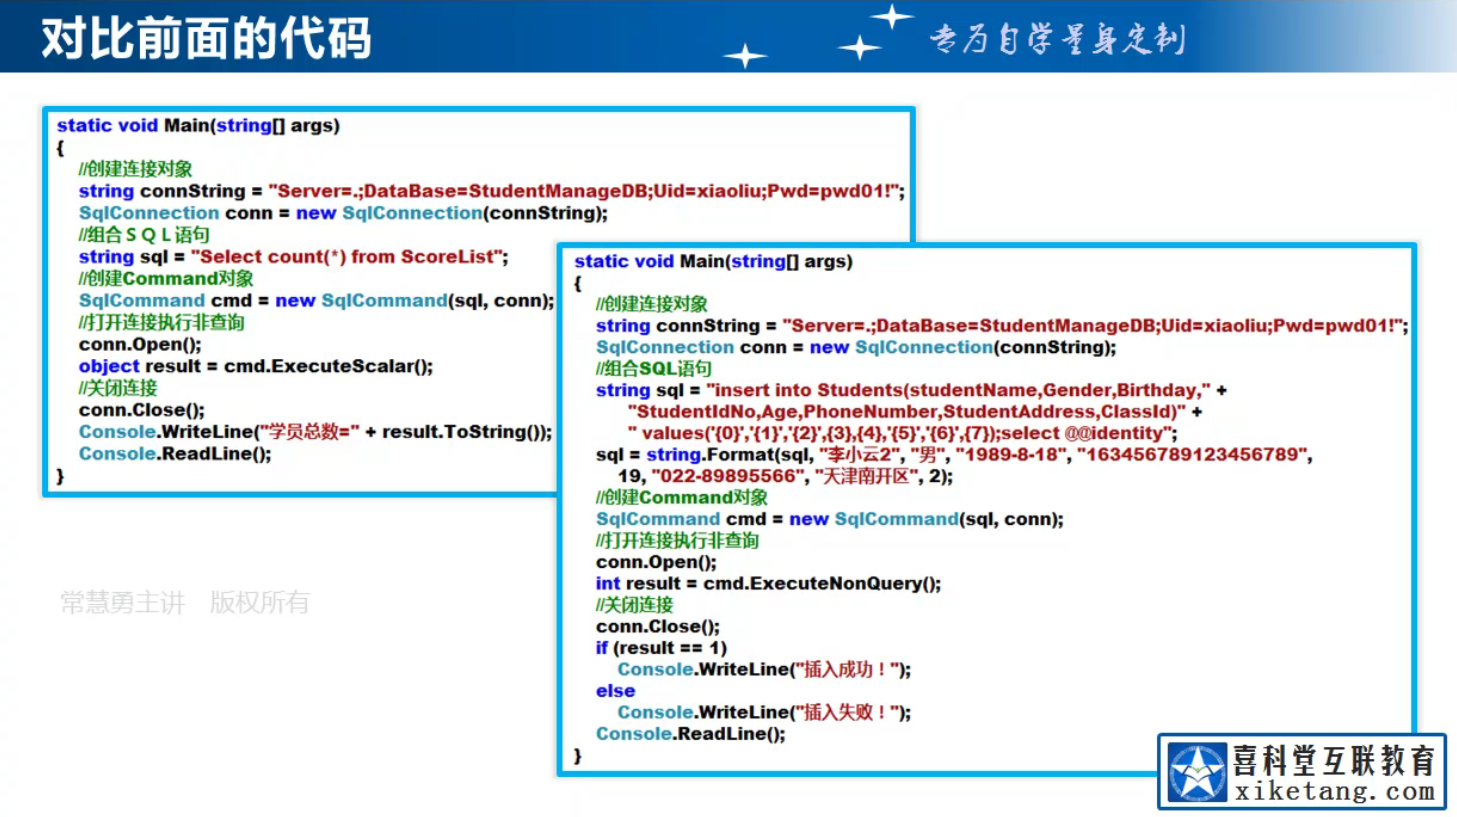 对比前面的代码
专为自学量身定制
static void Main(string[] args)
{
//创建连接对象
string connString = "Server=.;DataBase=StudentManageDB;Uid=xiaoliu;Pwd=pwd01!";
SqlConnection conn = new SqlConnection(connString);
//组合ＳＱＬ语句
string sql = "Select count(*) from ScoreList";
//创建Command对象
SqlCommand cmd = new SqlCommand(sql, conn);
//打开连接执行非查询
conn.Open();
object result = cmd.ExecuteScalar();
//关闭连接
conn.Close();
Console.WriteLine("学员总数=" + result.ToString());
Console.ReadLine();
}
static void Main(string[] args)
{
//创建连接对象
string connString = "Server=.;DataBase=StudentManageDB;Uid=xiaoliu;Pwd=pwd01!";
SqlConnection conn = new SqlConnection(connString);
//组合SQL语句
string sql = "insert into Students(studentName,Gender,Birthday," +
"StudentIdNo,Age,PhoneNumber,StudentAddress,ClassId)" +
" values('{0}','{1}','{2}',{3},{4},'{5}','{6}',{7});select @@identity";
sql = string.Format(sql, "李小云2", "男", "1989-8-18", "163456789123456789",
19, "022-89895566", "天津南开区", 2);
//创建Command对象
SqlCommand cmd = new SqlCommand(sql, conn);
//打开连接执行非查询
conn.Open();
int result = cmd.ExecuteNonQuery();
//关闭连接
conn.Close();
if (result == 1)
Console.WriteLine("插入成功！");
else
Console.WriteLine("插入失败！");
Console.ReadLine();
}
常慧勇主讲 版权所有
喜科堂互联教育
xiketang.com